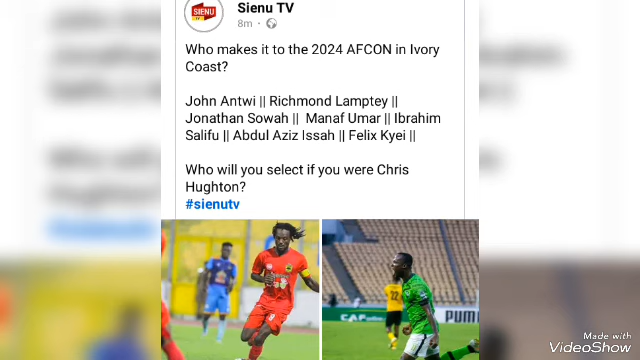 SIENU
TV
Sienu TV
8m ·
Who makes it to the 2024 AFCON in Ivory
Coast?
John Antwi || Richmond Lamptey ||
Jonathan Sowah || Manaf Umar || Ibrahim
Salifu || Abdul Aziz Issah || Felix Kyei ||
Who will you select if you were Chris
Hughton?
#sienutv
CAF
PUMA
Made with
VideoShow